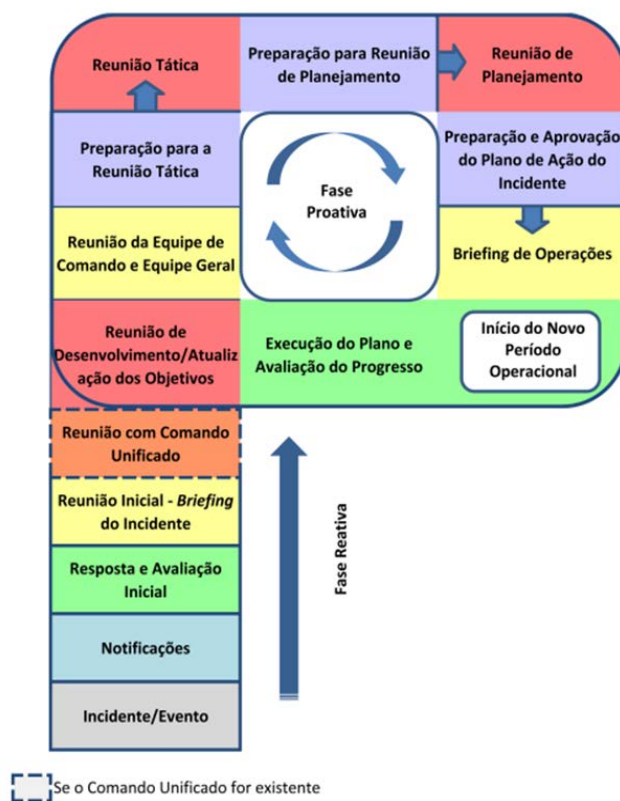 Reunião Tática
Preparação para Reunião
de Planejamento
Reunião de
Planejamento
Preparação para a
Reunião Tática
Fase
Proativa
Preparação e Aprovação
do Plano de Ação do
Incidente
Reunião da Equipe de
Comando e Equipe Geral
Briefing de Operações
Reunião de
Desenvolvimento/Atualiz
ação dos Objetivos
Execução do Plano e
Avaliação do Progresso
Início do Novo
Período
Operacional
Reunião com Comando
Unificado
Reunião Inicial - Briefing
do Incidente
Resposta e Avaliação
Inicial
Notificações
Incidente/Evento
Fase Reativa
Se o Comando Unificado for existente